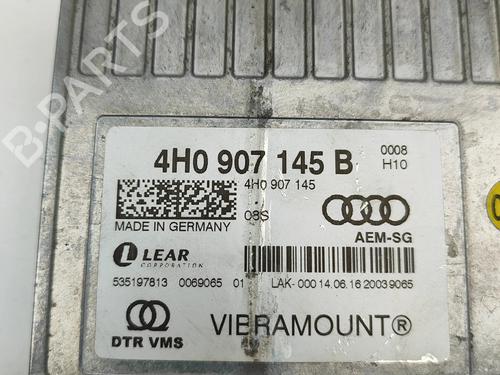 B-PARTS
4H0 907 145 B
0008
H10
4H0 907 145
08S
MADE IN GERMANY
AEM-SG
LEAR
CORPORATION
535197813 0069065 01 LAK-000 14.06.16 20039065
VIBRAMOUNT®
DTR VMS